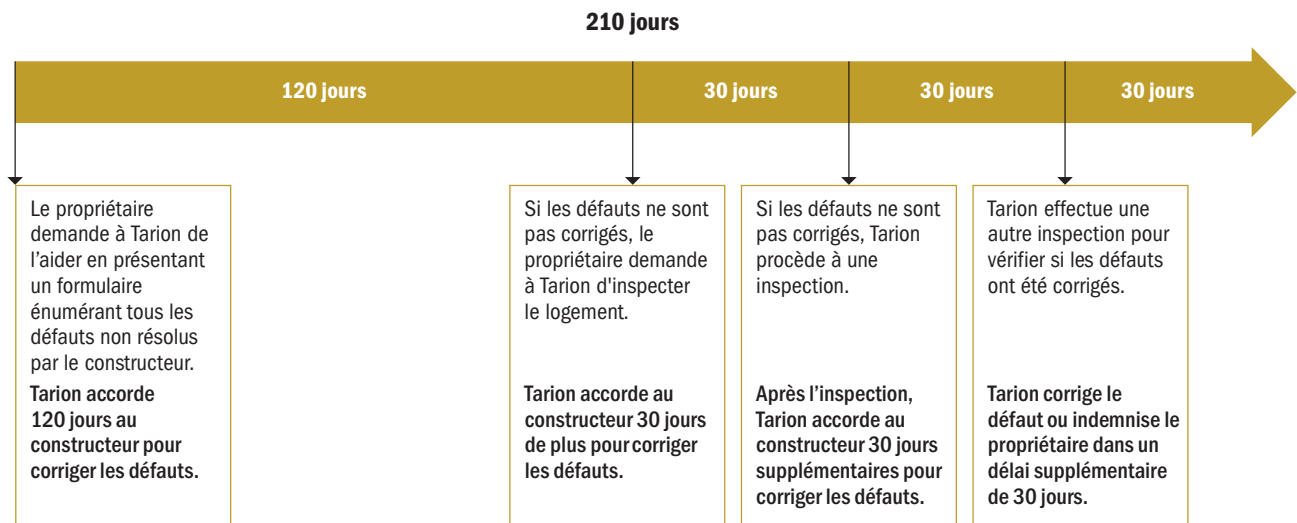 210 jours
120 jours
30 jours
30 jours
30 jours
Le propriétaire
demande à Tarion de
l’aider en présentant
un formulaire
énumérant tous les
défauts non résolus
par le constructeur.
Tarion accorde
120 jours au
constructeur pour
corriger les défauts.
Si les défauts ne sont
pas corrigés, le
propriétaire demande
à Tarion d'inspecter
le logement.
Tarion accorde au
constructeur 30 jours
de plus pour corriger
les défauts.
Si les défauts ne sont
pas corrigés, Tarion
procède à une
inspection.
Après l’inspection,
Tarion accorde au
constructeur 30 jours
supplémentaires pour
corriger les défauts.
Tarion effectue une
autre inspection pour
vérifier si les défauts
ont été corrigés.
Tarion corrige le
défaut ou indemnise le
propriétaire dans un
délai supplémentaire
de 30 jours.